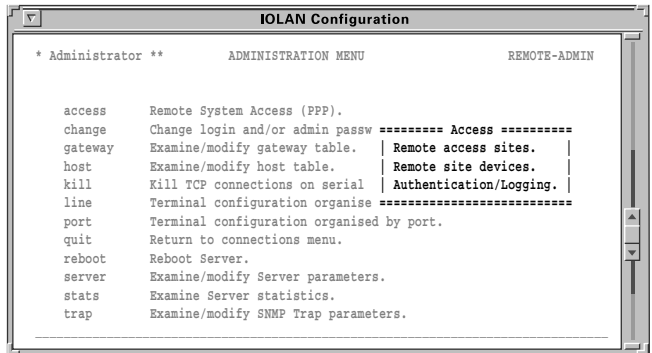 IOLAN Configuration
* Administrator ** ADMINISTRATION MENU REMOTE-ADMIN
access Remote System Access (PPP).
change Change login and/or admin passw ========= Access ==========
gateway Examine/modify gateway table. | Remote access sites. |
host Examine/modify host table. | Remote site devices. |
kill Kill TCP connections on serial | Authentication/Logging. |
line Terminal configuration organise ===========================
port Terminal configuration organised by port.
quit Return to connections menu.
reboot Reboot Server.
server Examine/modify Server parameters.
stats Examine Server statistics.
trap Examine/modify SNMP Trap parameters.